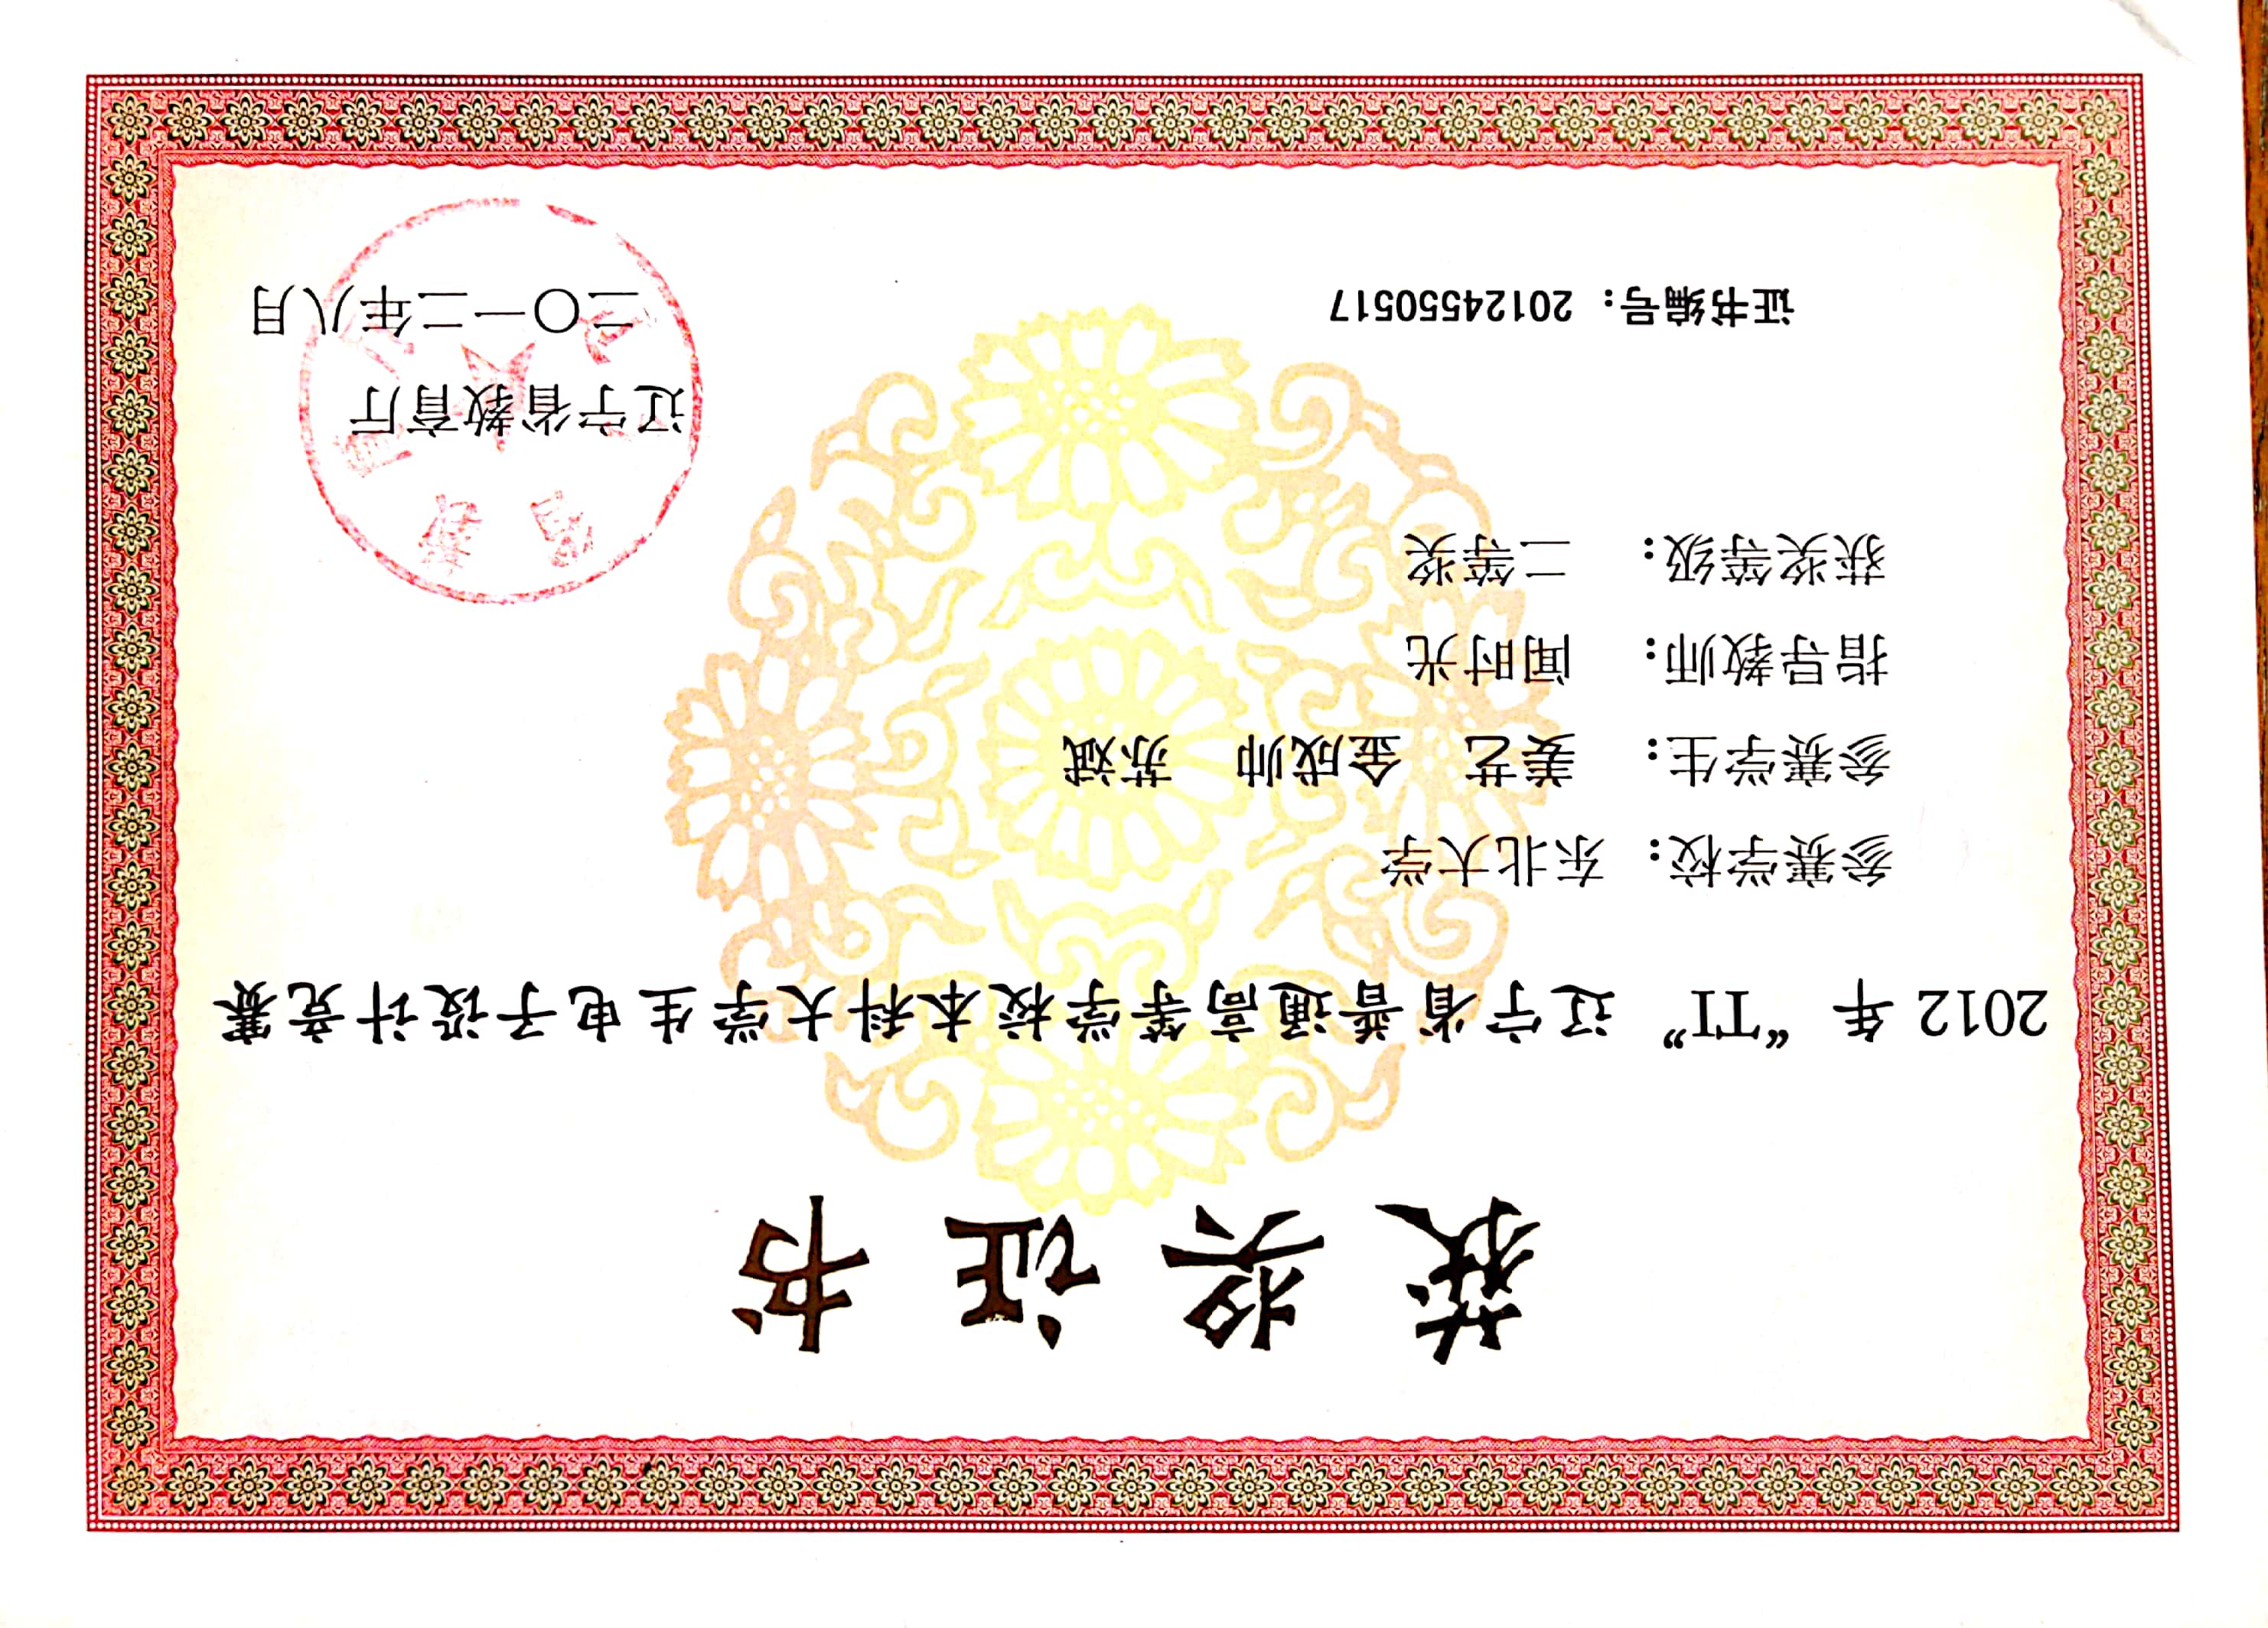 获奖证书
2012年“TI”辽宁省普通高等学校本科大学生电子设计竞赛
参赛学校：东北大学
参赛学生： 姜艺 金成帅 苏斌
指导教师： 闻时光
获奖等级： 二等奖
省教育
辽宁省教育厅
二〇一二年八月
证书编号：20124550517